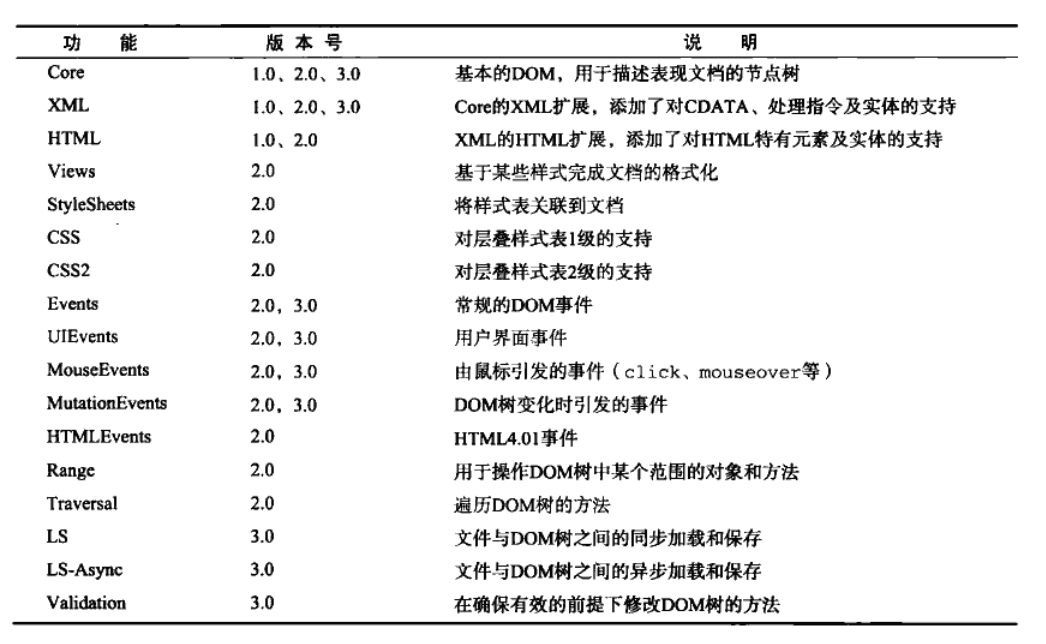 功 能 版 本 号 说 明
Core 1.0、2.0、3.0 基本的DOM，用于描述表现文档的节点树
XML 1.0、2.0、3.0 Core的XML扩展，添加了对CDATA、处理指令及实体的支持
HTML 1.0、2.0 XML的HTML扩展，添加了对HTML特有元素及实体的支持
Views 2.0 基于某些样式完成文档的格式化
StyleSheets 2.0 将样式表关联到文档
CSS 2.0 对层叠样式表1级的支持
CSS2 2.0 对层叠样式表2级的支持
Events 2.0，3.0 常规的DOM事件
UIEvents 2.0，3.0 用户界面事件
MouseEvents 2.0，3.0 由鼠标引发的事件（click、mouseover等）
MutationEvents 2.0，3.0 DOM树变化时引发的事件
HTMLEvents 2.0 HTML4.01事件
Range 2.0 用于操作DOM树中某个范围的对象和方法
Traversal 2.0 遍历DOM树的方法
LS 3.0 文件与DOM树之间的同步加载和保存
LS-Async 3.0 文件与DOM树之间的异步加载和保存
Validation 3.0 在确保有效的前提下修改DOM树的方法